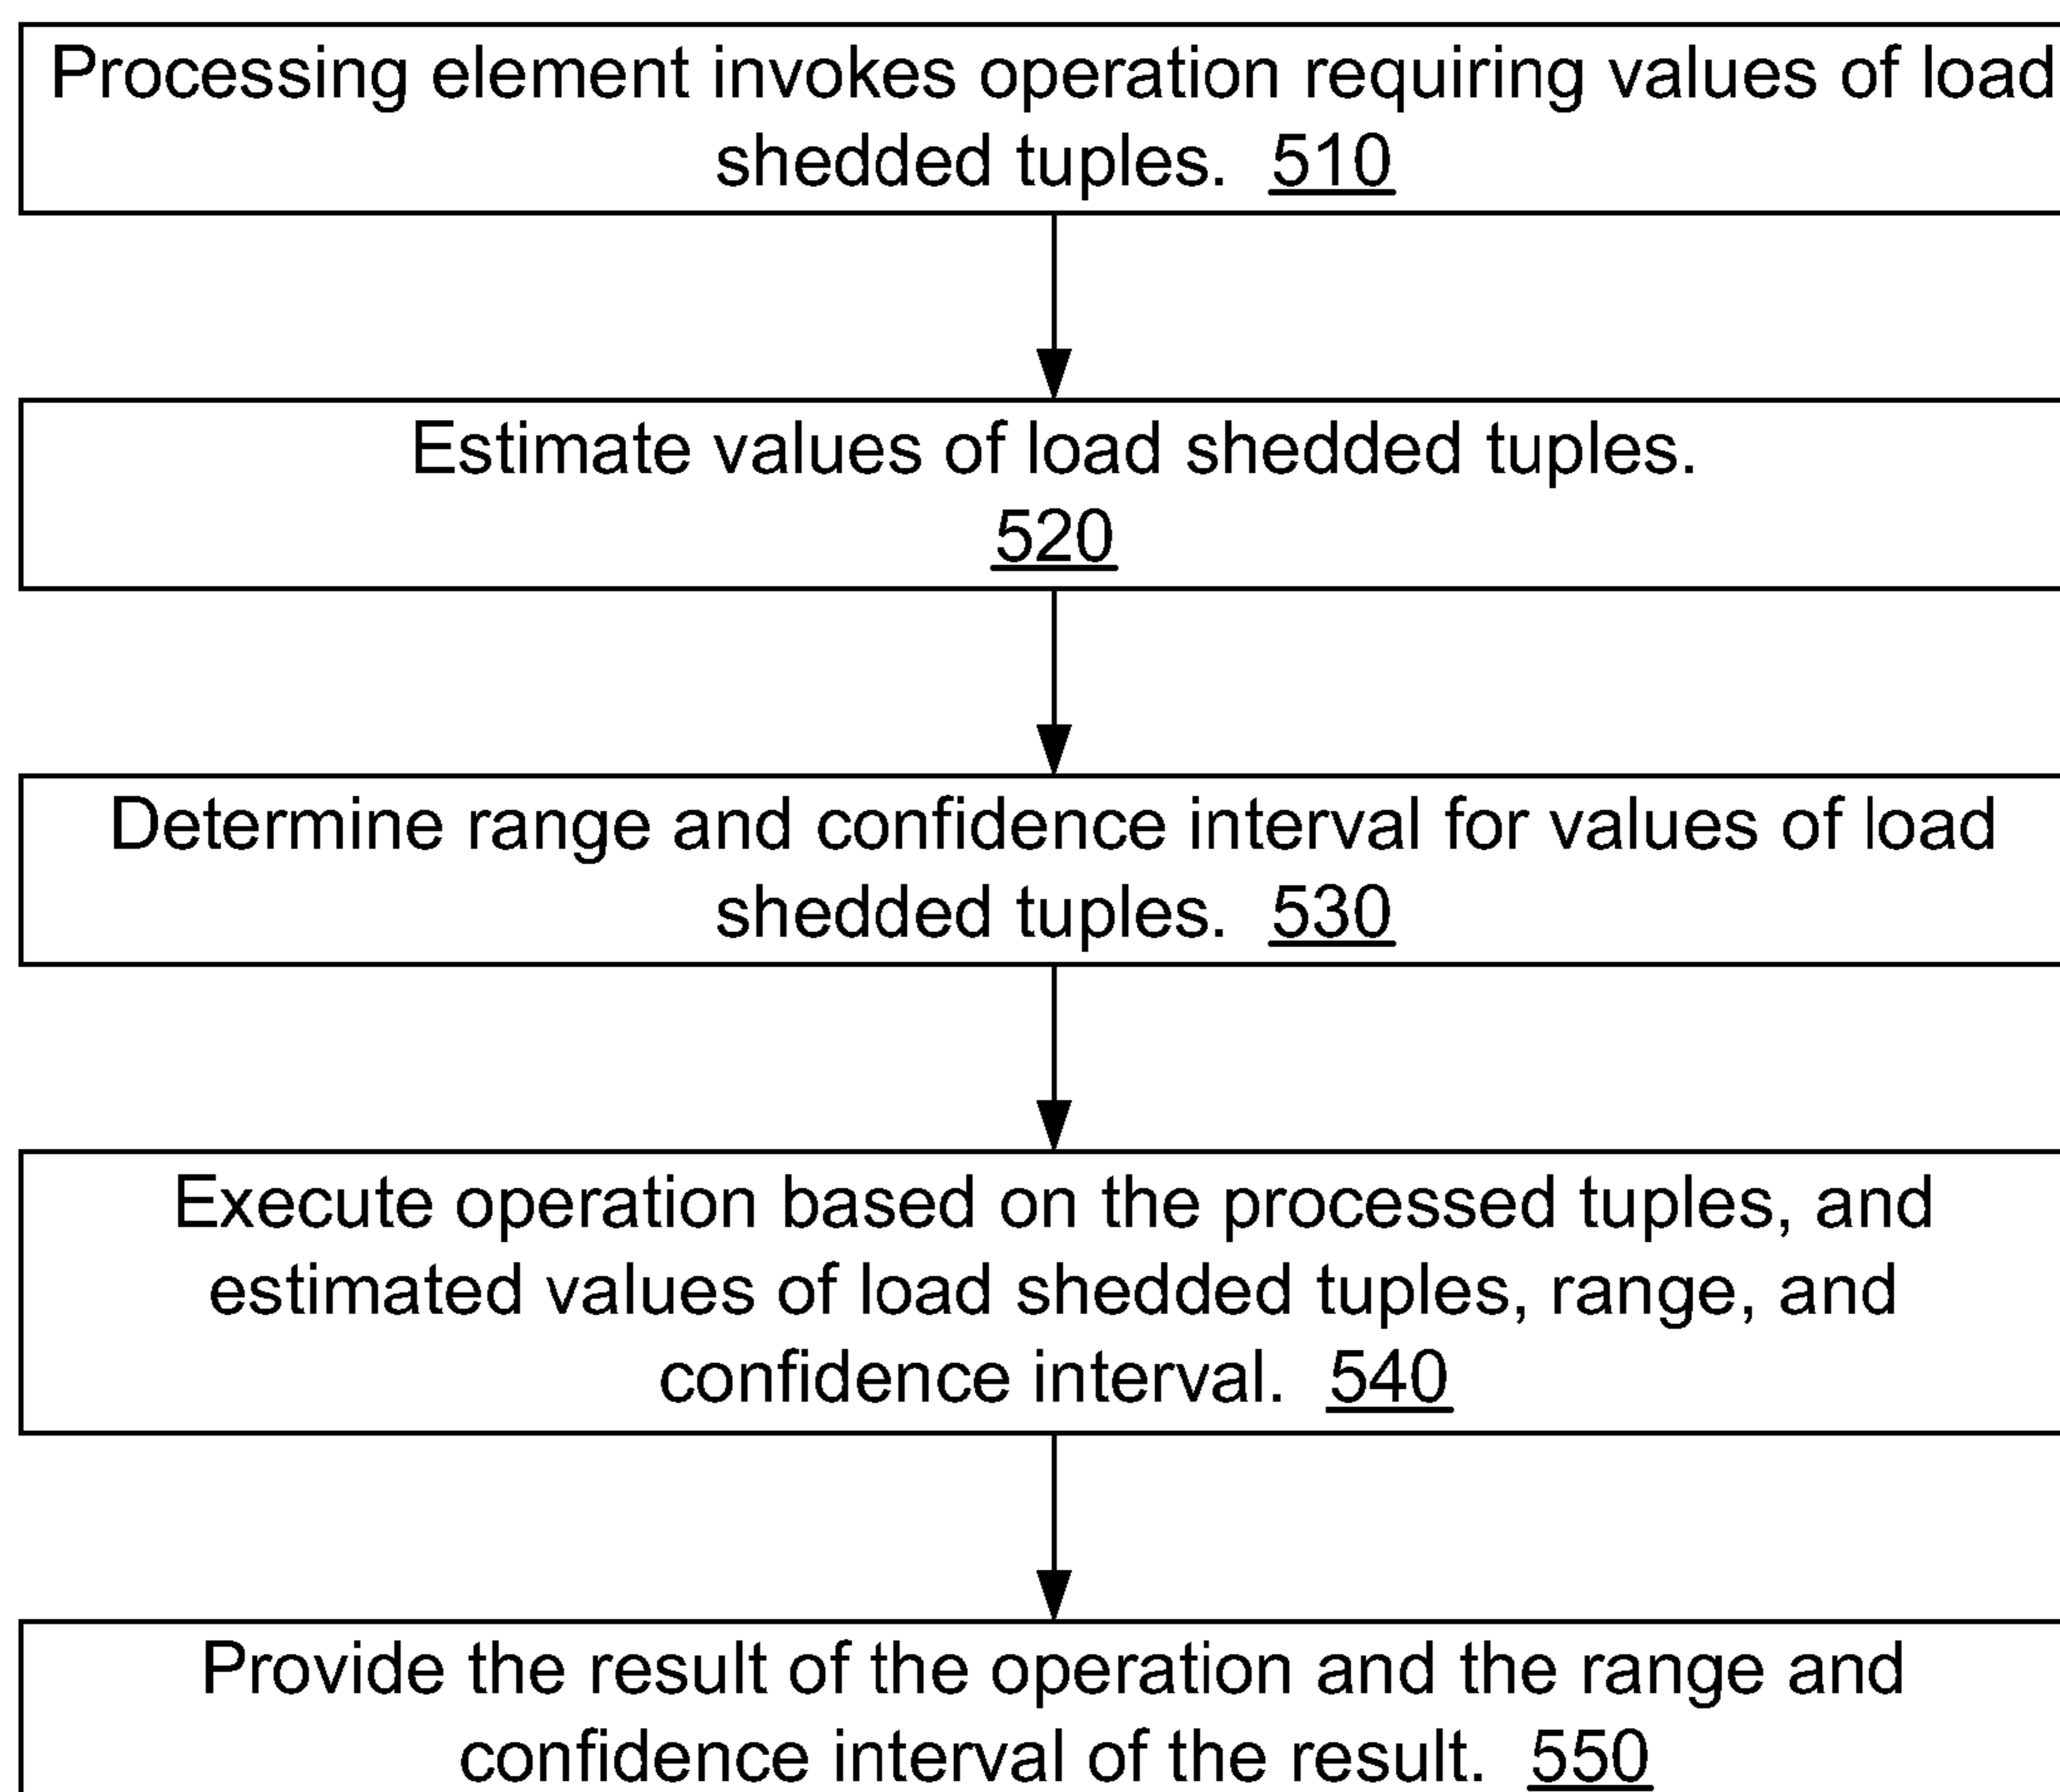 Processing element invokes operation requiring values of load
shedded tuples. 510
Estimate values of load shedded tuples.
520
Determine range and confidence interval for values of load
shedded tuples. 530
Execute operation based on the processed tuples, and
estimated values of load shedded tuples, range, and
confidence interval. 540
Provide the result of the operation and the range and
confidence interval of the result. 550